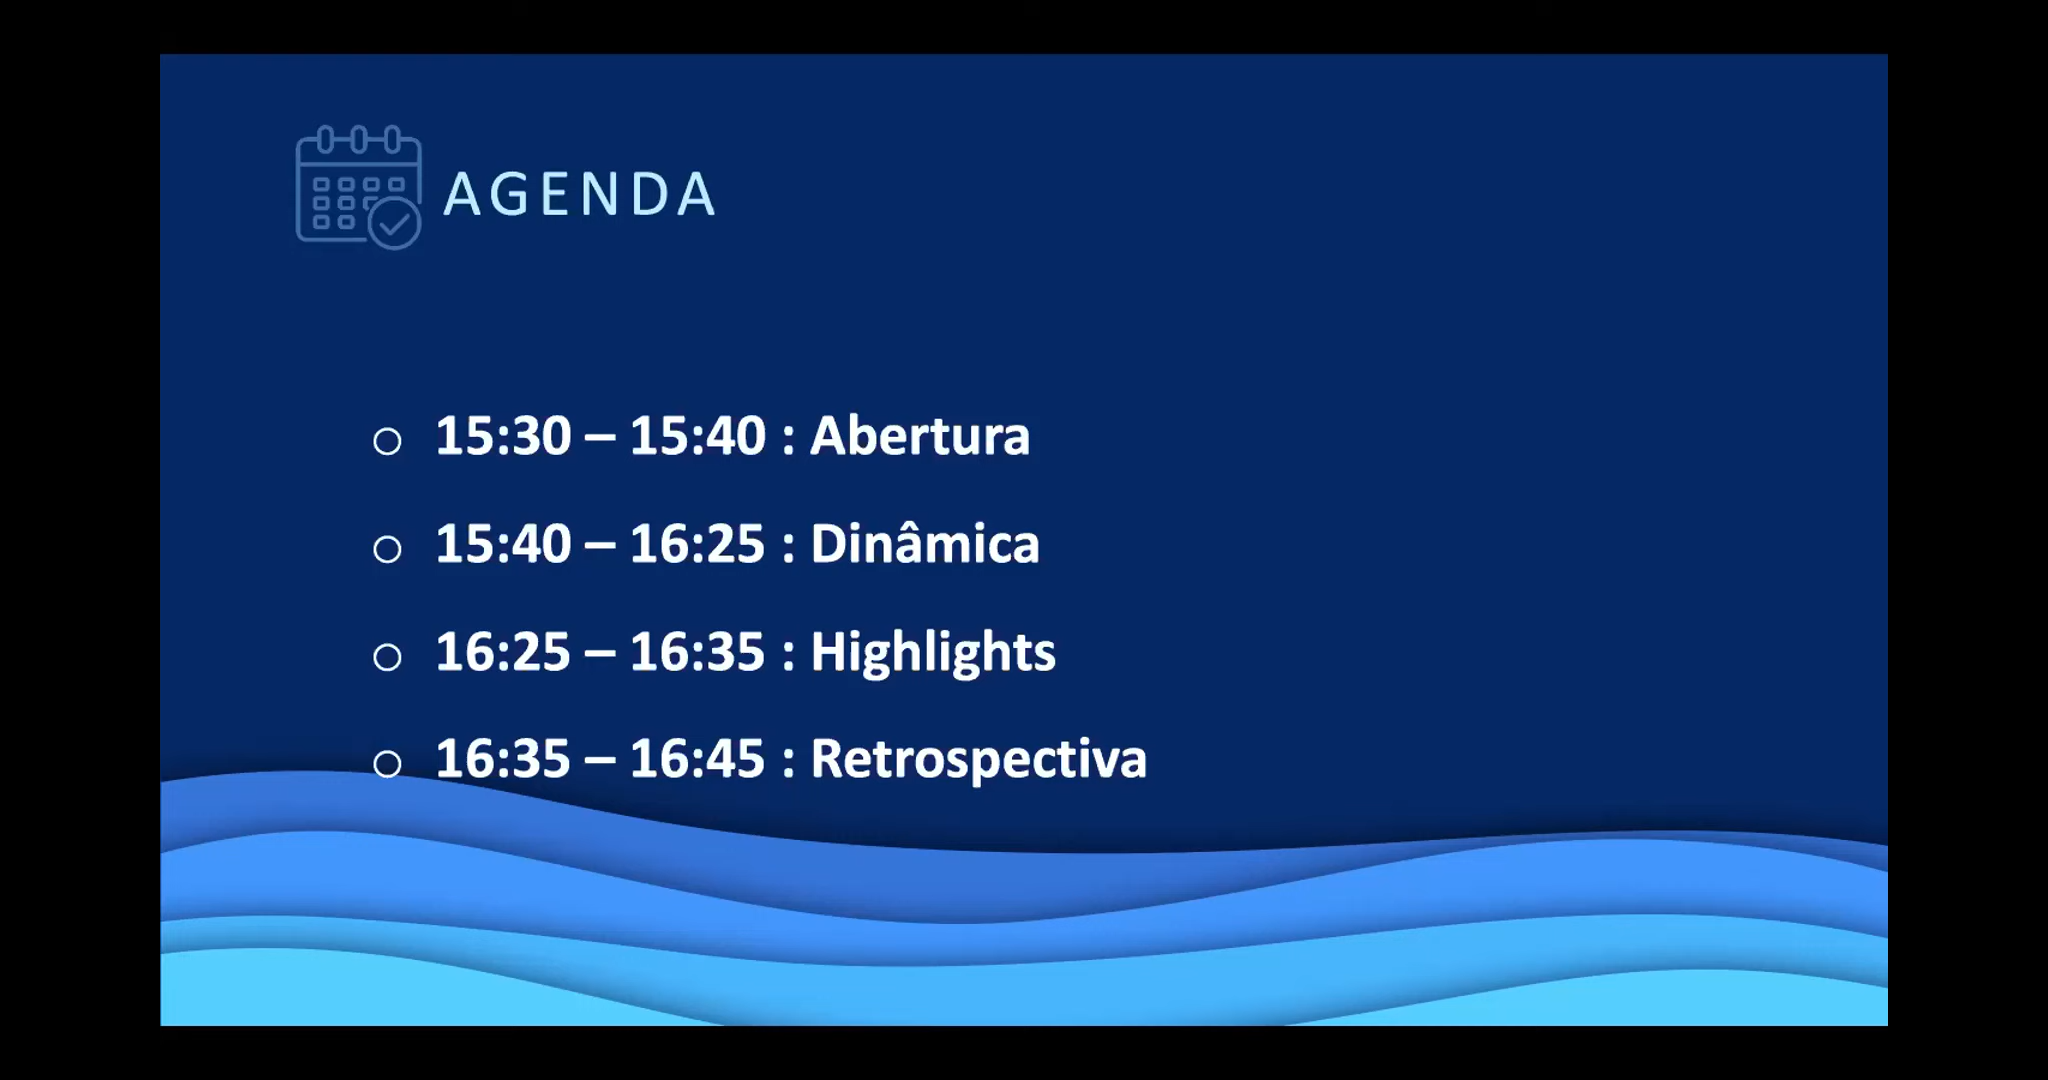 AGENDA
o 15:30 – 15:40 : Abertura
o 15:40 – 16:25 : Dinâmica
o 16:25 – 16:35 : Highlights
o 16:35 – 16:45 : Retrospectiva